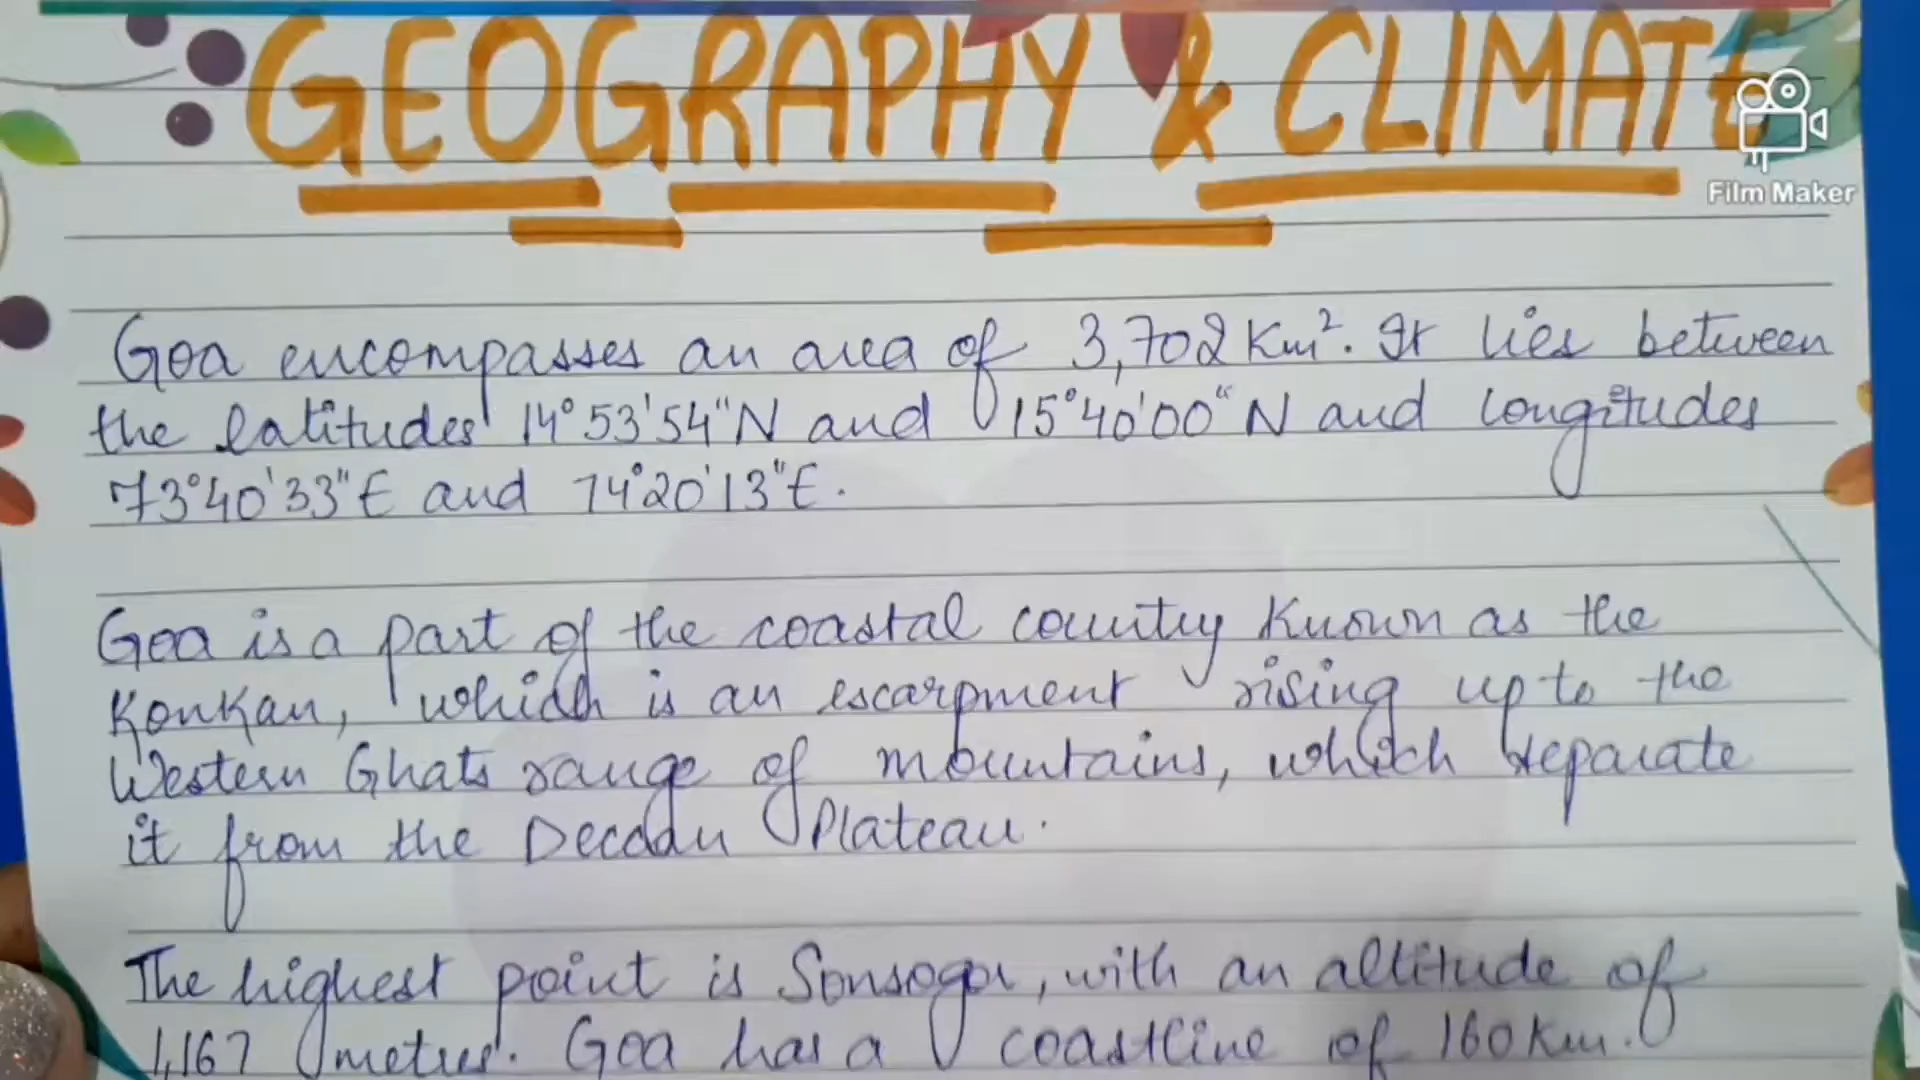 GEOGRAPHY & CLIMATE
Film Maker
Goa encompasses an area of 3,702 Km². It lies between
the latitudes 14°53'54"N and 15°40'00"N and longitudes
73°40'33"E and 74°20'13"E.
Goa is a part of the coastal country known as the
Konkan, which is an escarpment rising up to the
Western Ghats range of mountains, which separate
it from the Deccan Plateau.
The highest point is Sonsogor, with an altitude of
1,167 metres. Goa has a coastline of 160 Km.